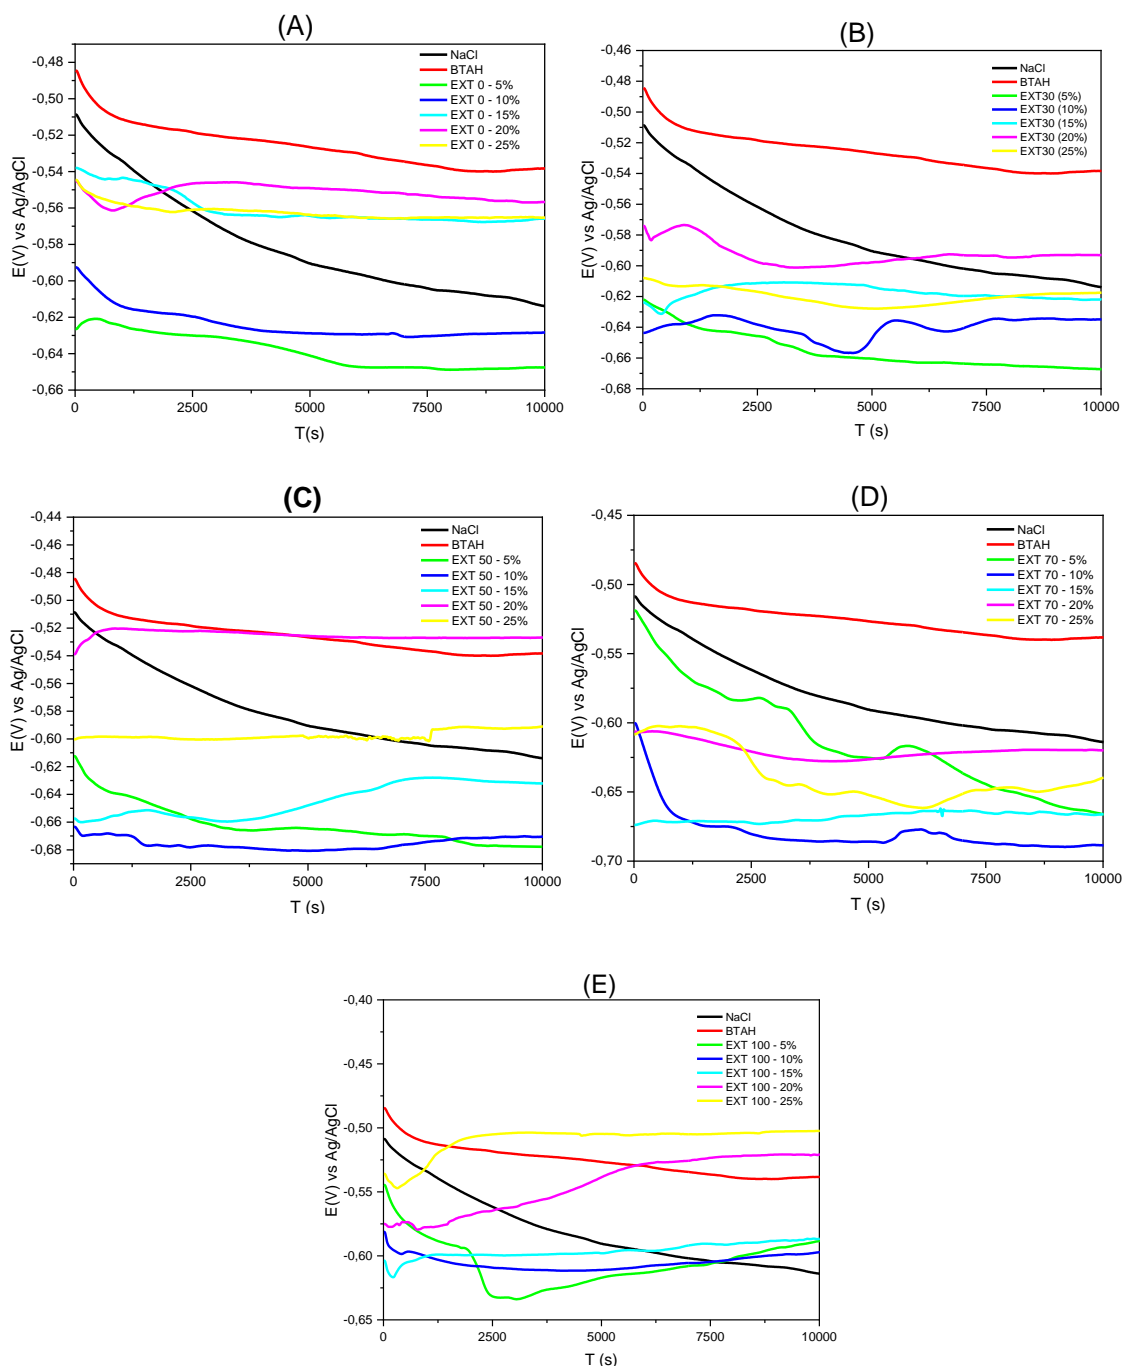 (A)
NaCl
BTAH
EXT 0 - 5%
EXT 0 - 10%
EXT 0 - 15%
EXT 0 - 20%
EXT 0 - 25%
-0,48
-0,50
-0,52
-0,54
-0,56
-0,58
-0,60
-0,62
-0,64
-0,66
E(V) vs Ag/AgCl
0 2500 5000 7500 10000
T(s)
(B)
NaCl
BTAH
EXT30 (5%)
EXT30 (10%)
EXT30 (15%)
EXT30 (20%)
EXT30 (25%)
-0,46
-0,48
-0,50
-0,52
-0,54
-0,56
-0,58
-0,60
-0,62
-0,64
-0,66
-0,68
E(V) vs Ag/AgCl
0 2500 5000 7500 10000
T (s)
(C)
NaCl
BTAH
EXT 50 - 5%
EXT 50 - 10%
EXT 50 - 15%
EXT 50 - 20%
EXT 50 - 25%
-0,44
-0,46
-0,48
-0,50
-0,52
-0,54
-0,56
-0,58
-0,60
-0,62
-0,64
-0,66
-0,68
E(V) vs Ag/AgCl
0 2500 5000 7500 10000
T (s)
(D)
NaCl
BTAH
EXT 70 - 5%
EXT 70 - 10%
EXT 70 - 15%
EXT 70 - 20%
EXT 70 - 25%
-0,45
-0,50
-0,55
-0,60
-0,65
-0,70
E(V) vs Ag/AgCl
0 2500 5000 7500 10000
T (s)
(E)
NaCl
BTAH
EXT 100 - 5%
EXT 100 - 10%
EXT 100 - 15%
EXT 100 - 20%
EXT 100 - 25%
-0,40
-0,45
-0,50
-0,55
-0,60
-0,65
E(V) vs Ag/AgCl
0 2500 5000 7500 10000
T (s)